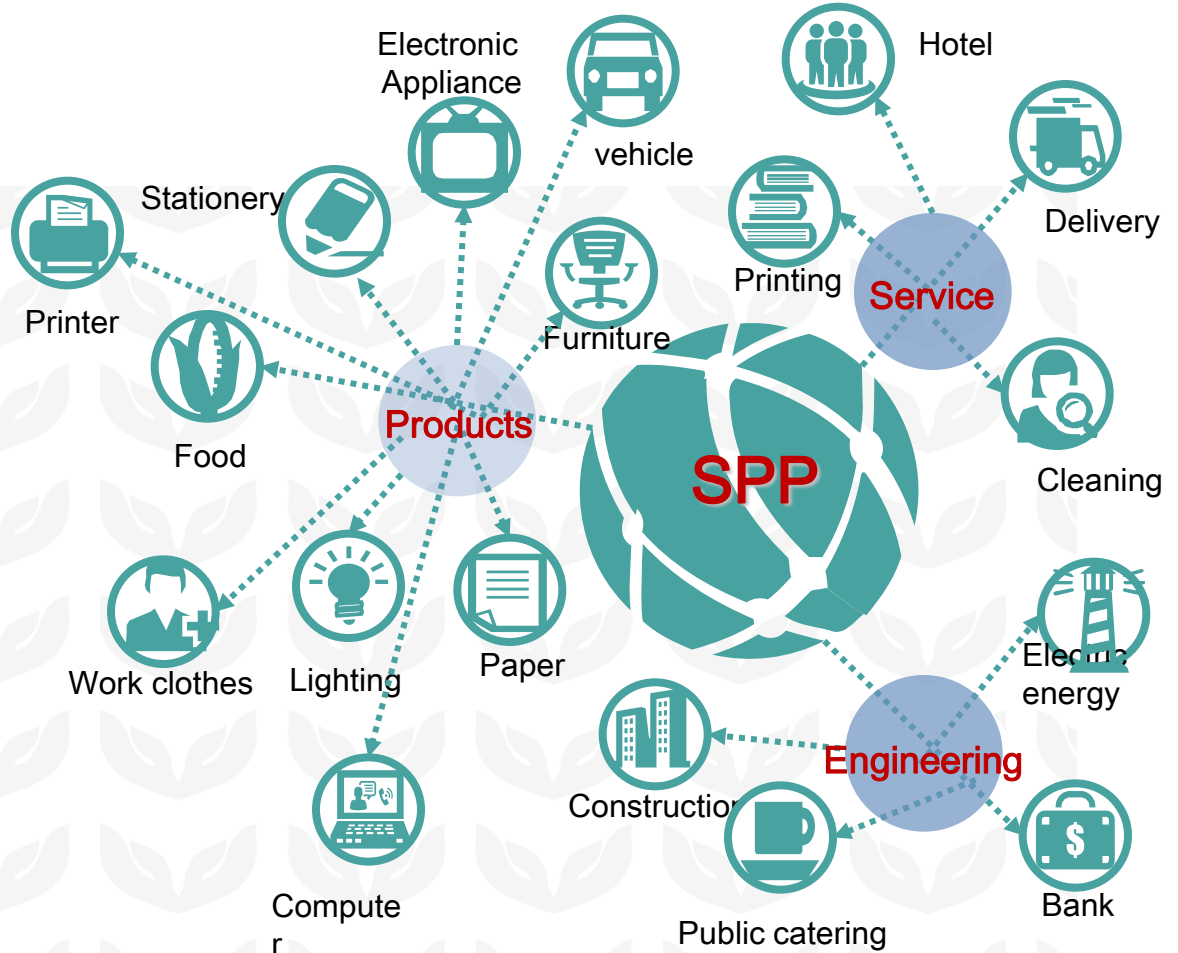 Electronic
Appliance
Hotel
vehicle
Stationery
Delivery
Printing
Service
Printer
Furniture
Products
Food
SPP
Cleaning
Work clothes
Lighting
Paper
Electric
energy
Engineering
Construction
Compute
r
Bank
Public catering
$